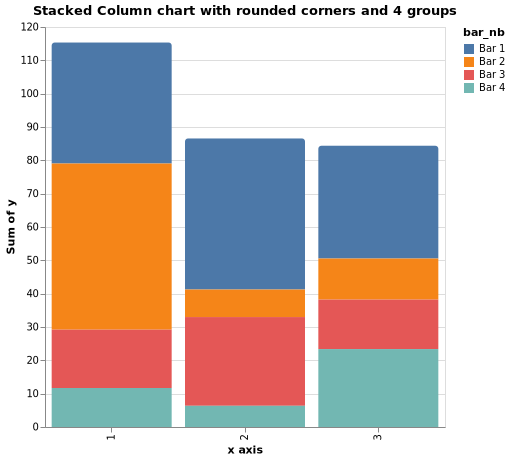 Stacked Column chart with rounded corners and 4 groups
bar_nb
Bar 1
Bar 2
Bar 3
Bar 4
Sum of y
120
110
100
90
80
70
60
50
40
30
20
10
0
1
2
3
x axis